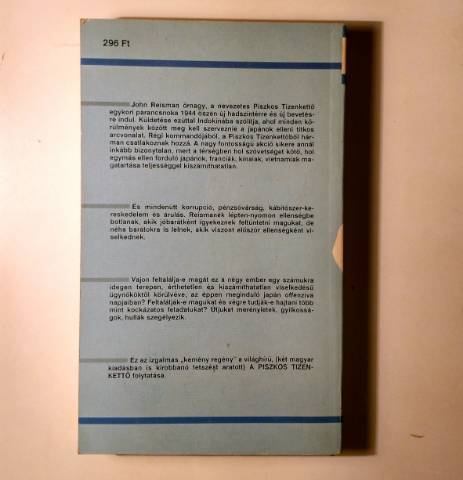 296 Ft
John Reisman őrnagy, a nevezetes Piszkos Tizenkettő
egykori parancsnoka 1944 őszén új hadszíntérre és új bevetés-
re indul. Küldetése ezúttal Indokínába szólítja, ahol minden kö-
rülmények között meg kell szerveznie a japánok elleni titkos
arcvonalat. Régi kommandójából, a Piszkos Tizenkettőből hár-
man csatlakoznak hozzá. A nagy fontosságú akció sikere annál
inkább bizonytalan, mert a térségben hol szövetséget kötő, hol
egymás ellen forduló japánok, franciák, kínaiak, vietnamiak ma-
gatartása teljességgel kiszámíthatatlan.
És mindenütt korrupció, pénzsóvárság, kábítószer-ke-
reskedelem és árulás. Reismanék lépten-nyomon ellenségbe
botlanak, akik jóbarátként igyekeznek feltüntetni magukat, de
néha barátokra is lelnek, akik viszont először ellenségként vi-
selkednek.
Vajon feltalálja-e magát ez a négy ember egy számukra
idegen terepen, érthetetlen és kiszámíthatatlan viselkedésű
ügynököktől körülvéve, az éppen meginduló japán offenzíva
napjaiban? Feltalálják-e magukat és végre tudják-e hajtani több
mint kockázatos feladatukat? Útjukat merényletek, gyilkossá-
gok, hullák szegélyezik.
Ez az izgalmas „kemény regény” a világhírű, (két magyar
kiadásban is kirobbanó tetszést aratott) A PISZKOS TIZEN-
KETTŐ folytatása.